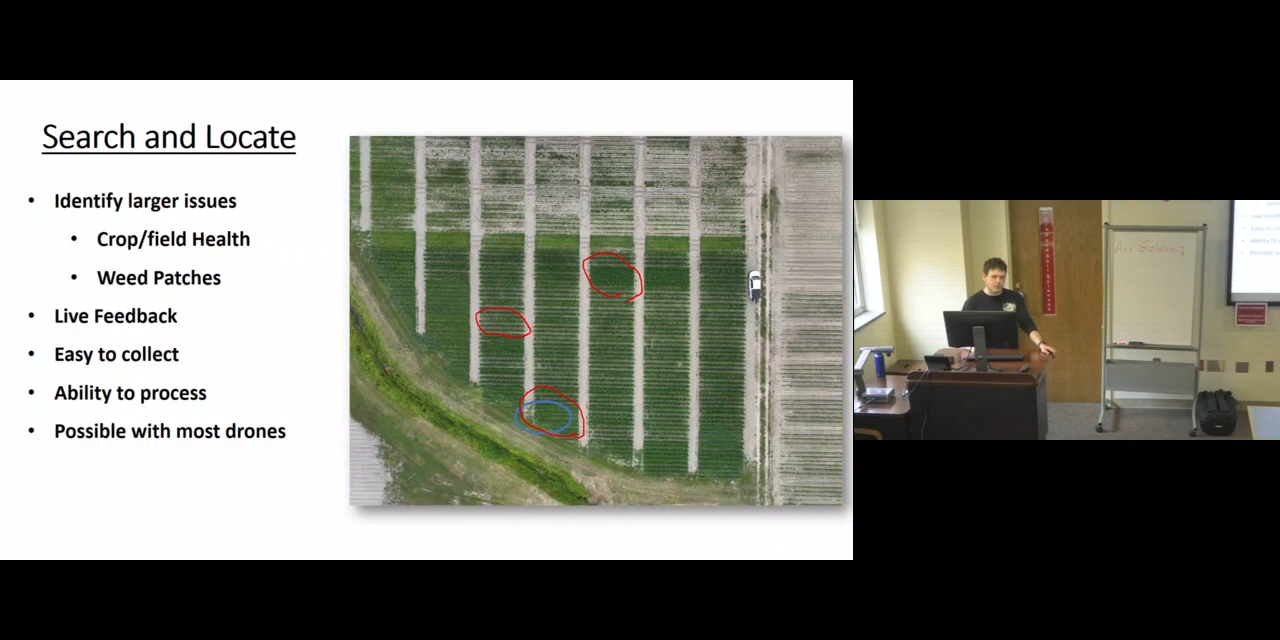 Search and Locate
• Identify larger issues
• Crop/field Health
• Weed Patches
• Live Feedback
• Easy to collect
• Ability to process
• Possible with most drones